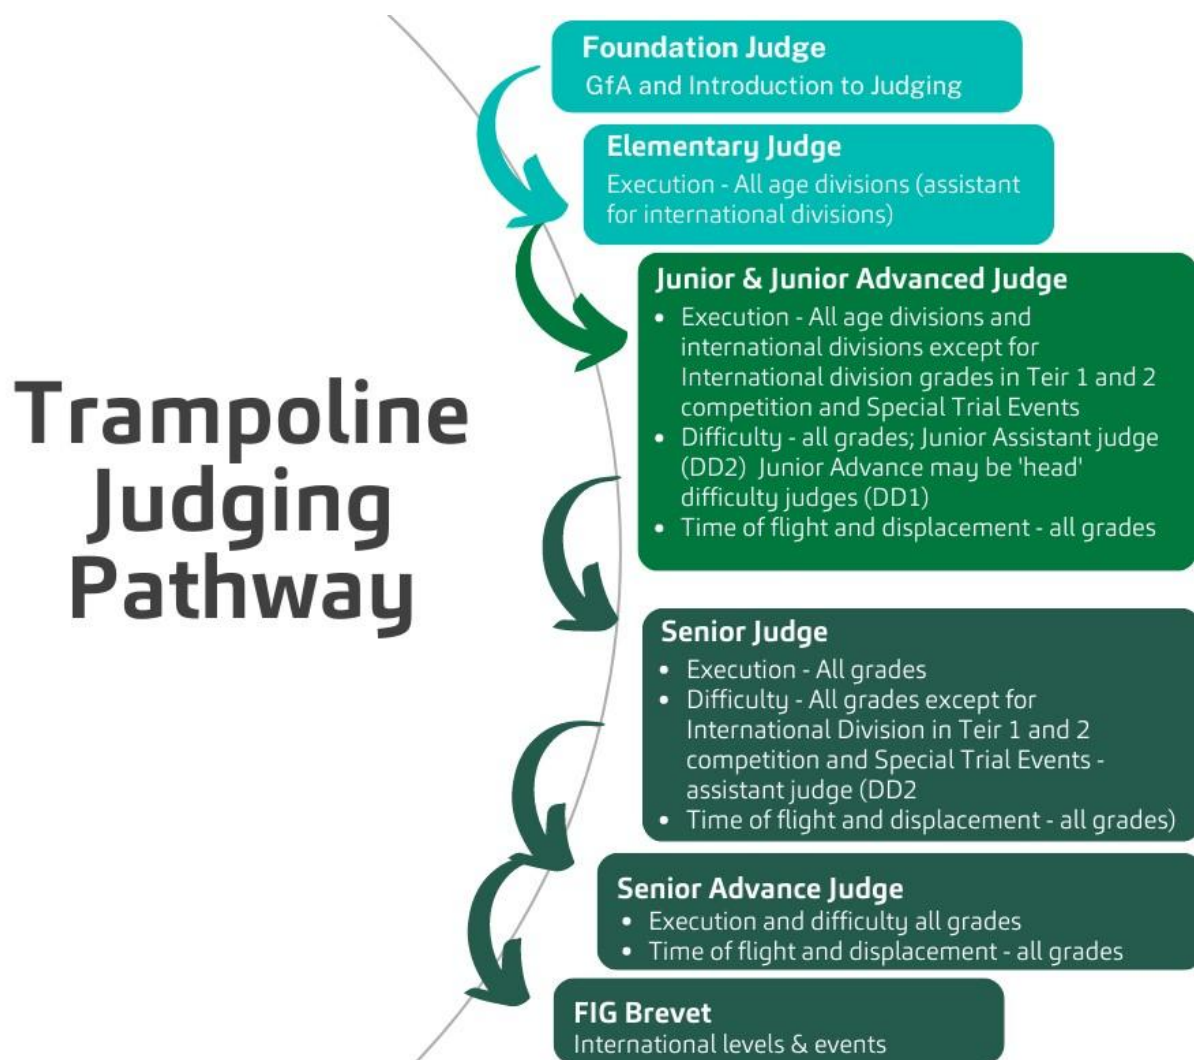 Trampoline
Judging
Pathway
Foundation Judge
GfA and Introduction to Judging
Elementary Judge
Execution - All age divisions (assistant
for international divisions)
Junior & Junior Advanced Judge
• Execution - All age divisions and
international divisions except for
International division grades in Teir 1 and 2
competition and Special Trial Events
• Difficulty - all grades; Junior Assistant judge
(DD2) Junior Advance may be 'head'
difficulty judges (DD1)
• Time of flight and displacement - all grades
Senior Judge
• Execution - All grades
• Difficulty - All grades except for
International Division in Teir 1 and 2
competition and Special Trial Events -
assistant judge (DD2
• Time of flight and displacement - all grades)
Senior Advance Judge
• Execution and difficulty all grades
• Time of flight and displacement - all grades
FIG Brevet
International levels & events